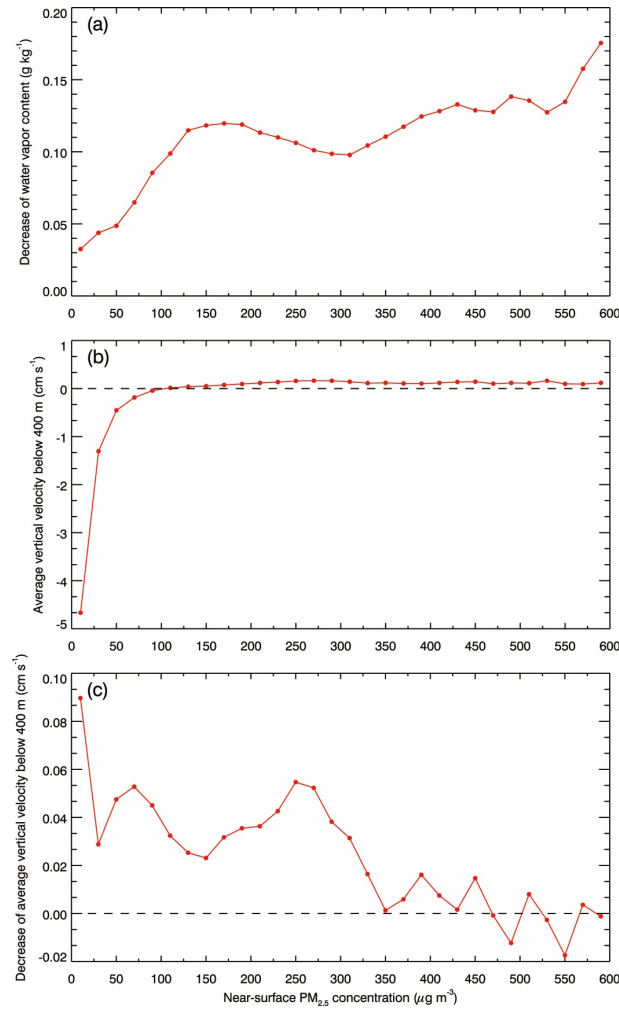 (a)
Decrease of water vapor content (g kg⁻¹)
0.20
0.15
0.10
0.05
0.00
0 50 100 150 200 250 300 350 400 450 500 550 600
(b)
Average vertical velocity below 400 m (cm s⁻¹)
1
0
-1
-2
-3
-4
-5
0 50 100 150 200 250 300 350 400 450 500 550 600
(c)
Decrease of average vertical velocity below 400 m (cm s⁻¹)
0.10
0.08
0.06
0.04
0.02
0.00
-0.02
0 50 100 150 200 250 300 350 400 450 500 550 600
Near-surface PM₂.₅ concentration (μg m⁻³)